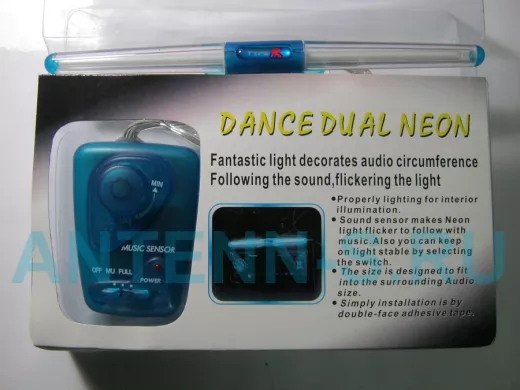 DANCE DUAL NEON
Fantastic light decorates audio circumference
Following the sound,flickering the light
•Properly lighting for interior
illumination.
• Sound sensor makes Neon
light flicker to follow with
music.Also you can keep
on light stable by selecting
the switch.
• The size is designed to fit
into the surrounding Audio
size.
• Simply installation is by
double-face adhesive tape.
MIN
MUSIC SENSOR
OFF MU FULL
POWER